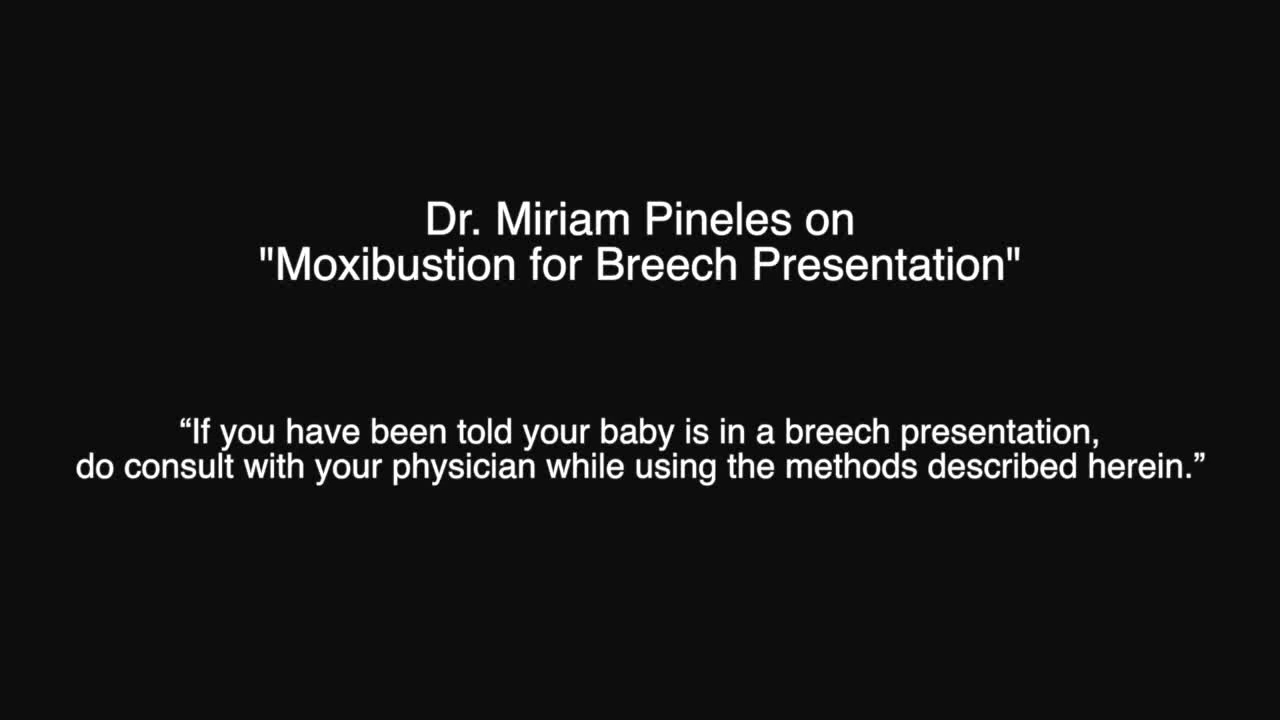 Dr. Miriam Pineles on
"Moxibustion for Breech Presentation"
“If you have been told your baby is in a breech presentation,
do consult with your physician while using the methods described herein.”